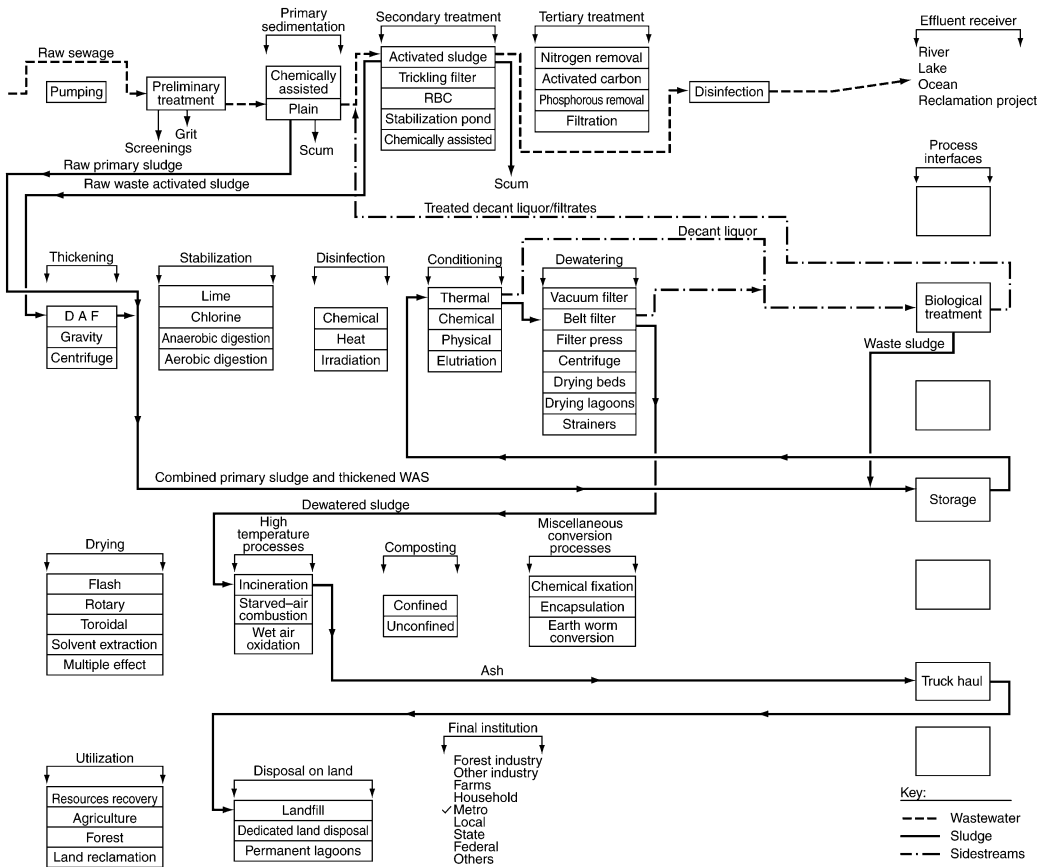 Primary
sedimentation
Secondary treatment
Tertiary treatment
Effluent receiver
Raw sewage
Pumping
Preliminary
treatment
Grit
Screenings
Chemically
assisted
Plain
Scum
Activated sludge
Trickling filter
RBC
Stabilization pond
Chemically assisted
Scum
Nitrogen removal
Activated carbon
Phosphorous removal
Filtration
Disinfection
River
Lake
Ocean
Reclamation project
Process
interfaces
Raw primary sludge
Raw waste activated sludge
Treated decant liquor/filtrates
Decant liquor
Thickening
D A F
Gravity
Centrifuge
Stabilization
Lime
Chlorine
Anaerobic digestion
Aerobic digestion
Disinfection
Chemical
Heat
Irradiation
Conditioning
Thermal
Chemical
Physical
Elutriation
Dewatering
Vacuum filter
Belt filter
Filter press
Centrifuge
Drying beds
Drying lagoons
Strainers
Biological
treatment
Waste sludge
Combined primary sludge and thickened WAS
Storage
Dewatered sludge
Drying
Flash
Rotary
Toroidal
Solvent extraction
Multiple effect
High
temperature
processes
Incineration
Starved–air
combustion
Wet air
oxidation
Composting
Confined
Unconfined
Miscellaneous
conversion
processes
Chemical fixation
Encapsulation
Earth worm
conversion
Ash
Truck haul
Utilization
Resources recovery
Agriculture
Forest
Land reclamation
Disposal on land
Landfill
Dedicated land disposal
Permanent lagoons
Final institution
Forest industry
Other industry
Farms
Household
✓Metro
Local
State
Federal
Others
Key:
Wastewater
Sludge
Sidestreams